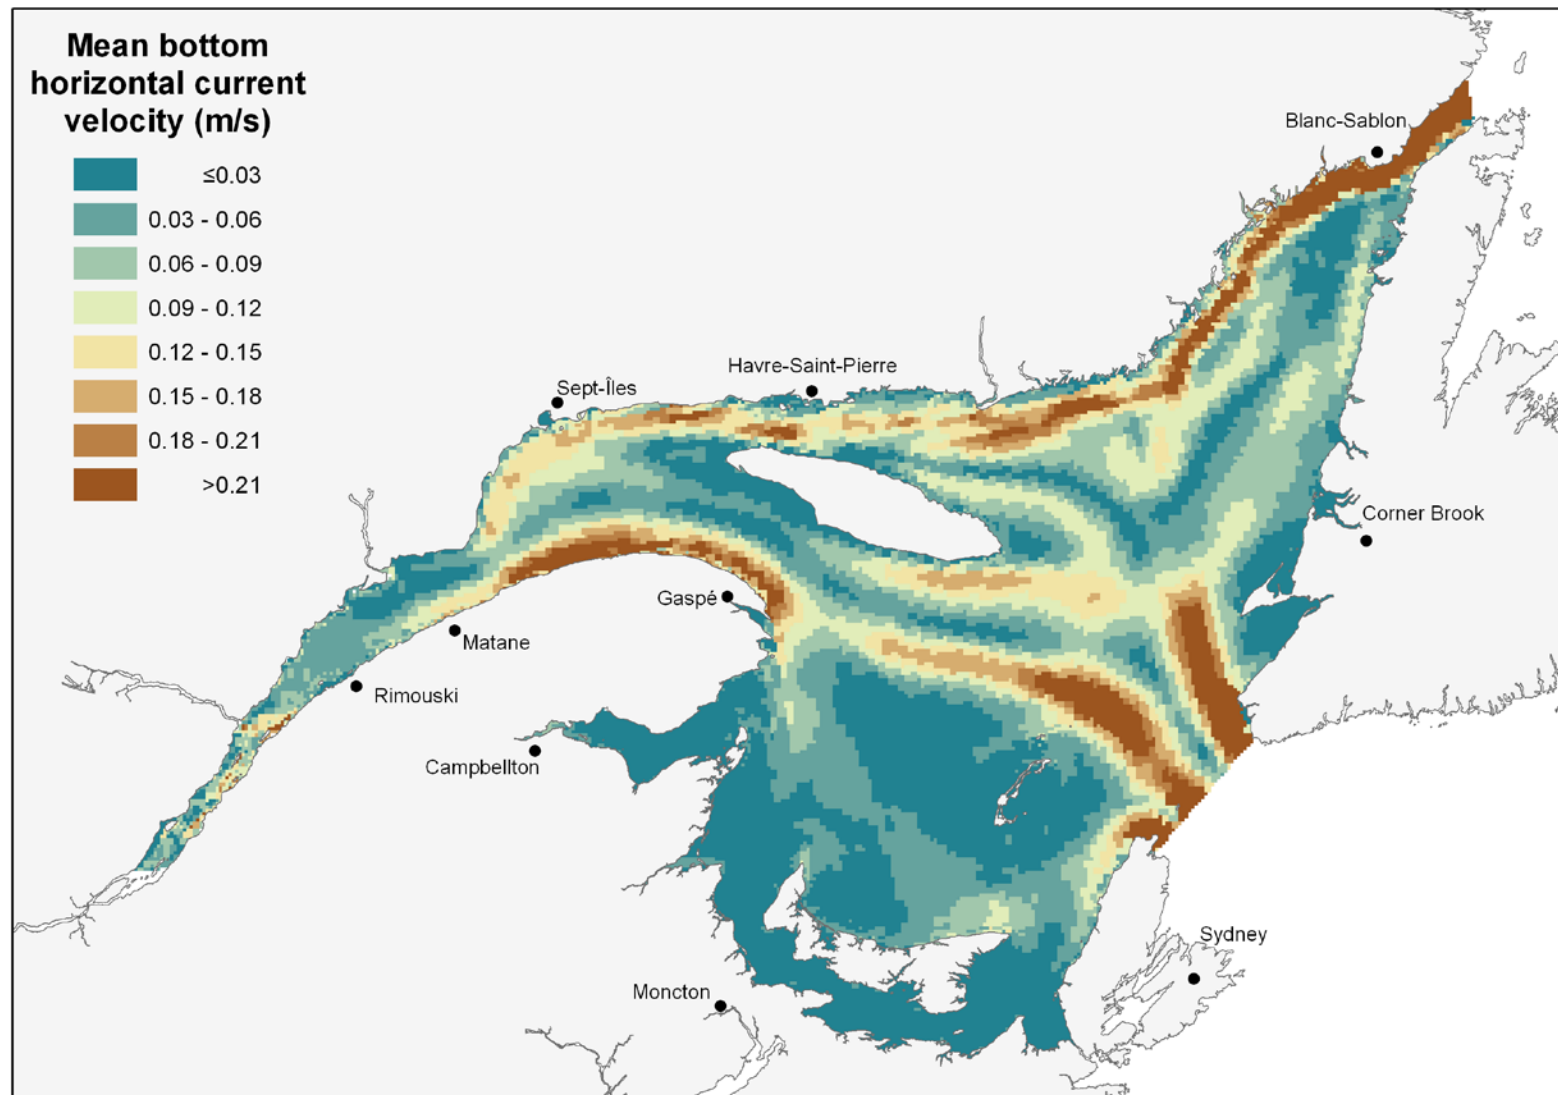 Mean bottom
horizontal current
velocity (m/s)
≤0.03
0.03 - 0.06
0.06 - 0.09
0.09 - 0.12
0.12 - 0.15
0.15 - 0.18
0.18 - 0.21
>0.21
Blanc-Sablon
Havre-Saint-Pierre
Sept-Îles
Corner Brook
Gaspé
Matane
Rimouski
Campbellton
Sydney
Moncton